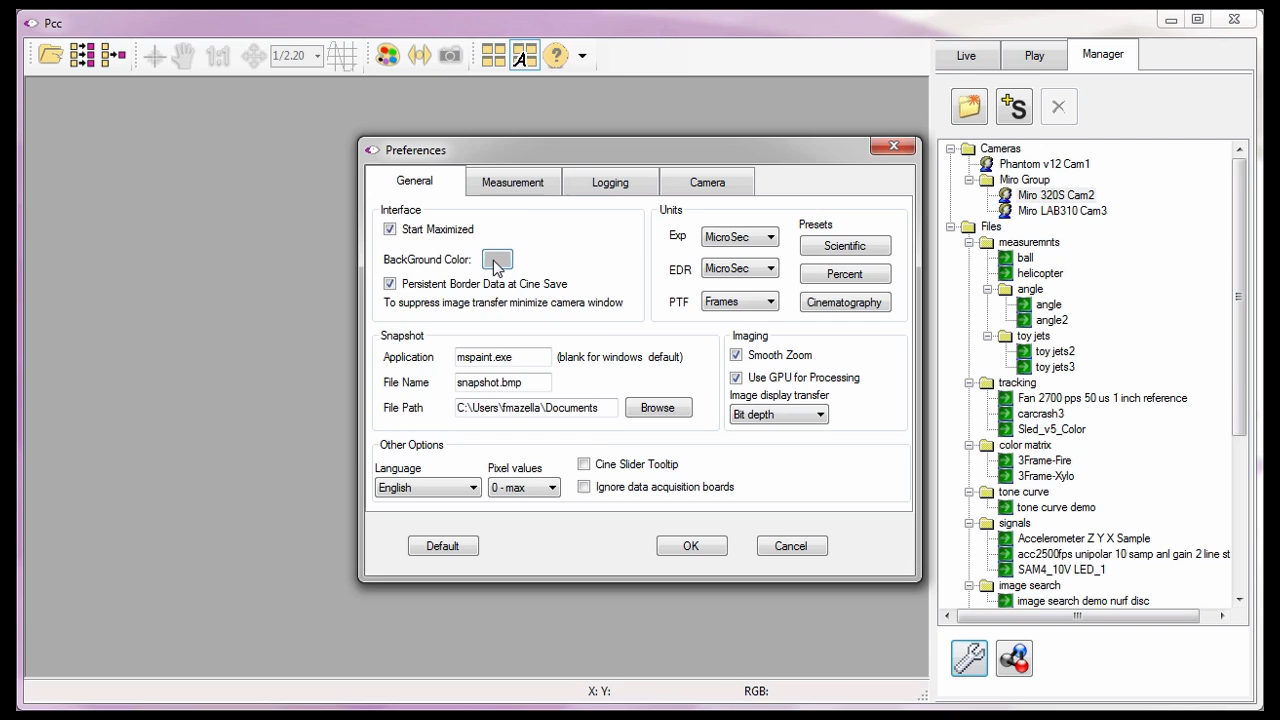 Pcc
1:1
1/2.20
A
?
Live
Play
Manager
+S
Preferences
General
Measurement
Logging
Camera
Interface
Start Maximized
BackGround Color:
Persistent Border Data at Cine Save
To suppress image transfer minimize camera window
Units
Exp
MicroSec
EDR
MicroSec
PTF
Frames
Presets
Scientific
Percent
Cinematography
Snapshot
Application
mspaint.exe
(blank for windows default)
File Name
snapshot.bmp
File Path
C:\Users\fmazella\Documents
Browse
Imaging
Smooth Zoom
Use GPU for Processing
Image display transfer
Bit depth
Other Options
Language
English
Pixel values
0 - max
Cine Slider Tooltip
Ignore data acquisition boards
Default
OK
Cancel
Cameras
Phantom v12 Cam1
Miro Group
Miro 320S Cam2
Miro LAB310 Cam3
Files
measuremnts
ball
helicopter
angle
angle
angle2
toy jets
toy jets2
toy jets3
tracking
Fan 2700 pps 50 us 1 inch reference
carcrash3
Sled_v5_Color
color matrix
3Frame-Fire
3Frame-Xylo
tone curve
tone curve demo
signals
Accelerometer Z Y X Sample
acc2500fps unipolar 10 samp anl gain 2 line st
SAM4_10V LED_1
image search
image search demo nurf disc
X: Y:
RGB: